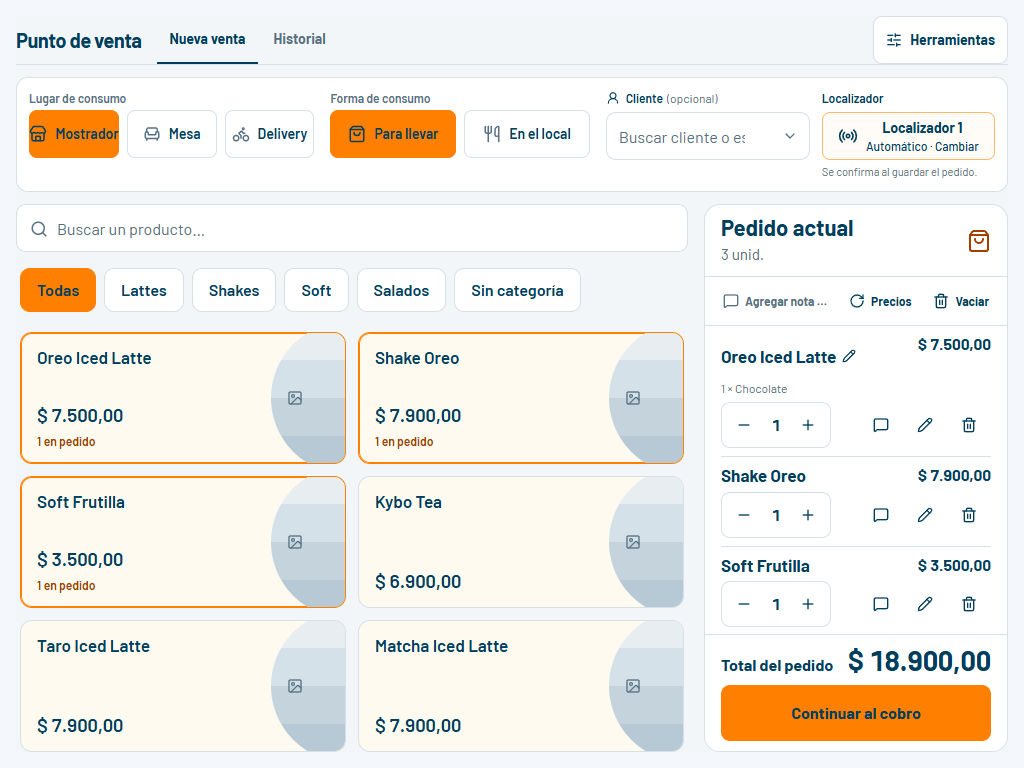 Punto de venta
Nueva venta
Historial
Herramientas
Lugar de consumo
Mostrador
Mesa
Delivery
Forma de consumo
Para llevar
En el local
Cliente (opcional)
Buscar cliente o es
Localizador
Localizador 1
Automático · Cambiar
Se confirma al guardar el pedido.
Buscar un producto...
Todas
Lattes
Shakes
Soft
Salados
Sin categoría
Oreo Iced Latte
$ 7.500,00
1 en pedido
Shake Oreo
$ 7.900,00
1 en pedido
Soft Frutilla
$ 3.500,00
1 en pedido
Kybo Tea
$ 6.900,00
Taro Iced Latte
$ 7.900,00
Matcha Iced Latte
$ 7.900,00
Pedido actual
3 unid.
Agregar nota ...
Precios
Vaciar
Oreo Iced Latte
$ 7.500,00
1 × Chocolate
1
Shake Oreo
$ 7.900,00
1
Soft Frutilla
$ 3.500,00
1
Total del pedido
$ 18.900,00
Continuar al cobro